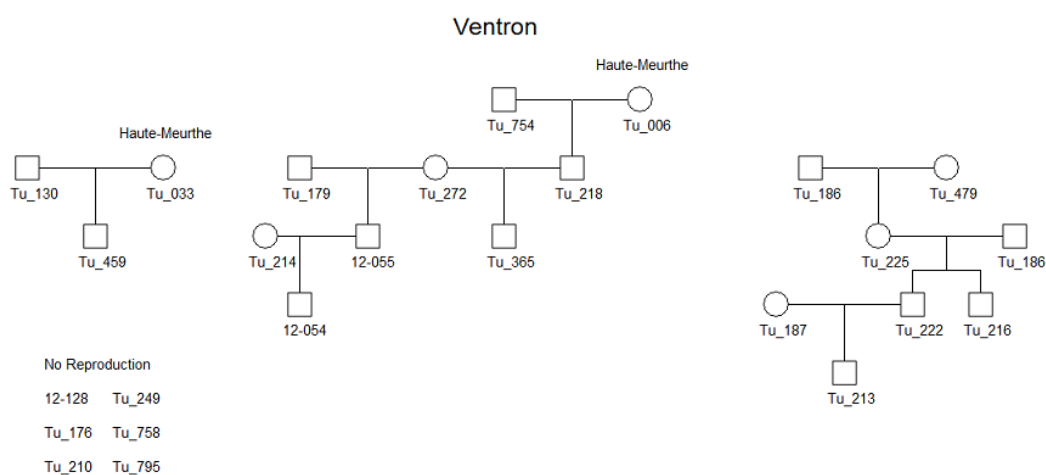 Ventron
Haute-Meurthe
Tu_754 Tu_006
Haute-Meurthe
Tu_130 Tu_033 Tu_179 Tu_272 Tu_218 Tu_186 Tu_479
Tu_459 Tu_214 12-055 Tu_365 Tu_225 Tu_186
12-054 Tu_187 Tu_222 Tu_216
No Reproduction
Tu_213
12-128 Tu_249
Tu_176 Tu_758
Tu_210 Tu_795